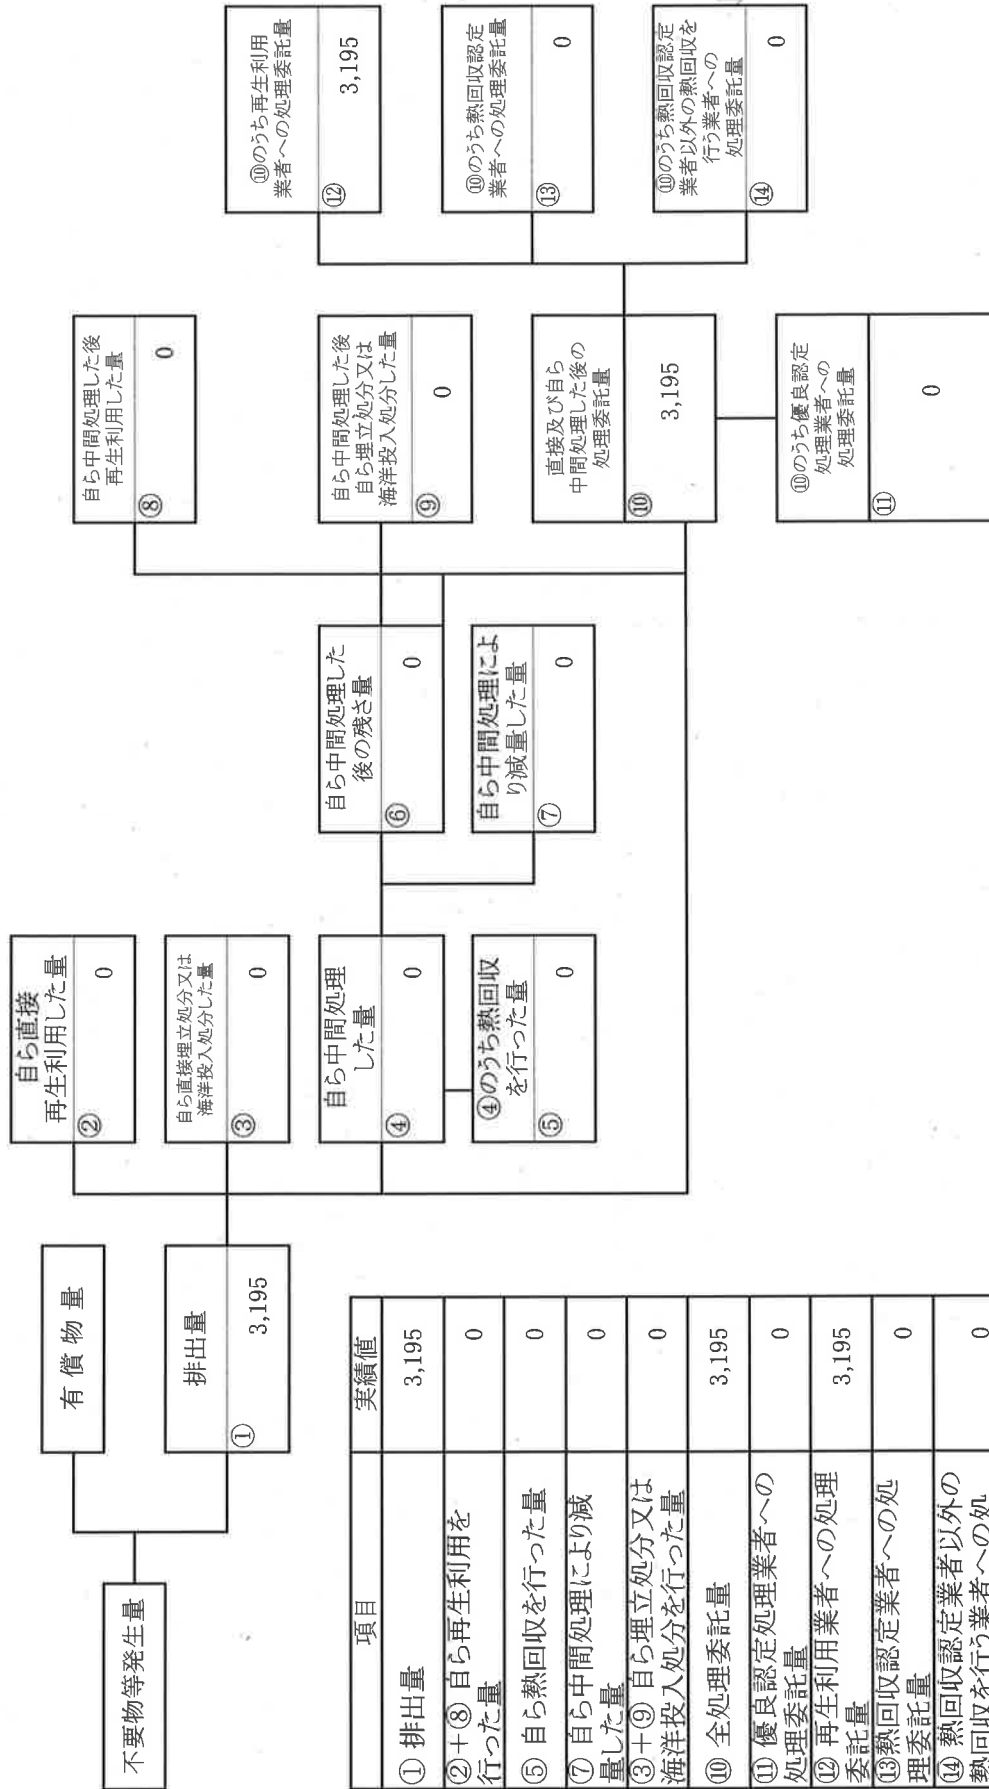 不要物等発生量
有償物量
排出量
①
3,195
自ら直接
再生利用した量
②
0
自ら直接埋立処分又は
海洋投入処分した量
③
0
自ら中間処理
した量
④
0
④のうち熱回収
を行った量
⑤
0
自ら中間処理した
後の残さ量
⑥
0
自ら中間処理によ
り減量した量
⑦
0
自ら中間処理した後
再生利用した量
⑧
0
自ら中間処理した後
自ら埋立処分又は
海洋投入処分した量
⑨
0
直接及び自ら
中間処理した後の
処理委託量
⑩
3,195
⑩のうち優良認定
処理業者への
処理委託量
⑪
0
⑩のうち再生利用
業者への処理委託量
⑫
3,195
⑩のうち熱回収認定
業者への処理委託量
⑬
0
⑩のうち熱回収認定
業者以外の熱回収を
行う業者への
処理委託量
⑭
0
項目 実績値
① 排出量 3,195
②+⑧ 自ら再生利用を
行った量 0
⑤ 自ら熱回収を行った量 0
⑦ 自ら中間処理により減
量した量 0
③+⑨ 自ら埋立処分又は
海洋投入処分を行った量 0
⑩ 全処理委託量 3,195
⑪ 優良認定処理業者への
処理委託量 0
⑫ 再生利用業者への処理
委託量 3,195
⑬熱回収認定業者への処
理委託量 0
⑭ 熱回収認定業者以外の
熱回収を行う業者への処 0